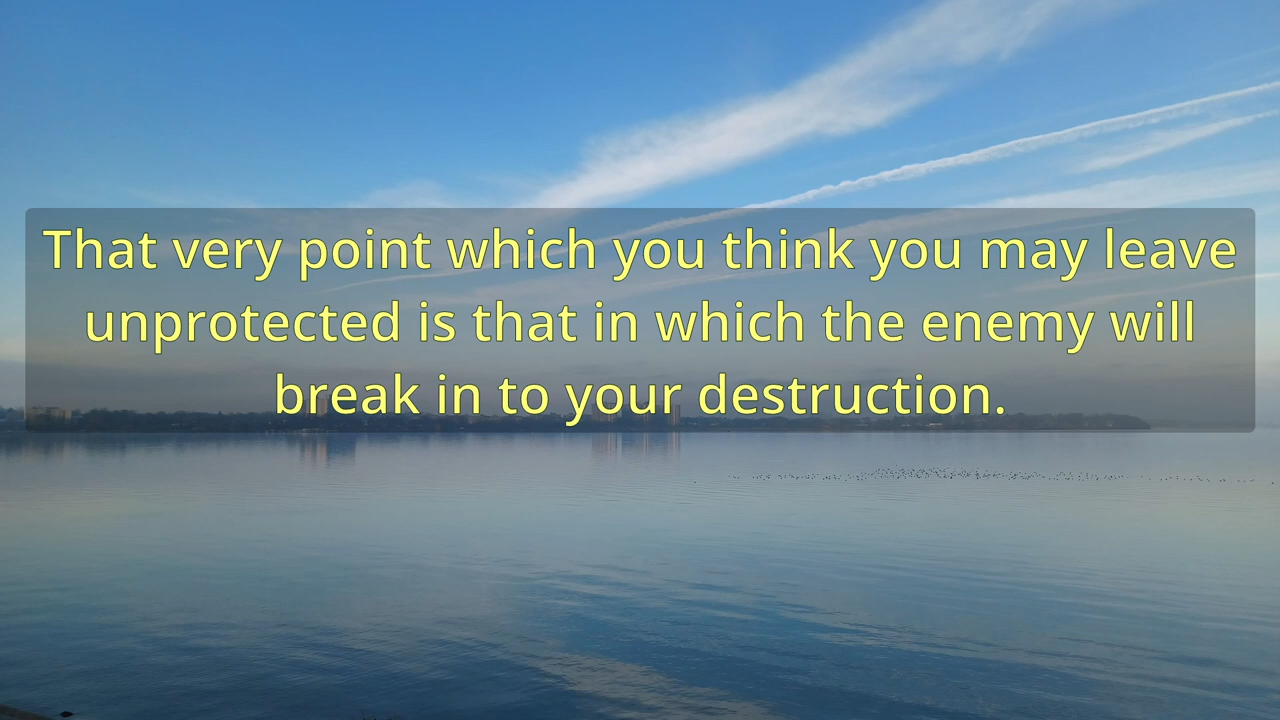 That very point which you think you may leave
unprotected is that in which the enemy will
break in to your destruction.